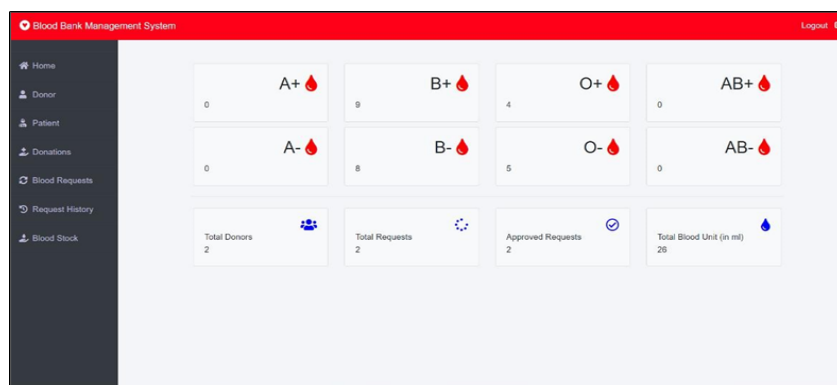 Blood Bank Management System
Logout
Home
Donor
Patient
Donations
Blood Requests
Request History
Blood Stock
A+
0
B+
9
O+
4
AB+
0
A-
0
B-
8
O-
5
AB-
0
Total Donors
2
Total Requests
2
Approved Requests
2
Total Blood Unit (in ml)
26